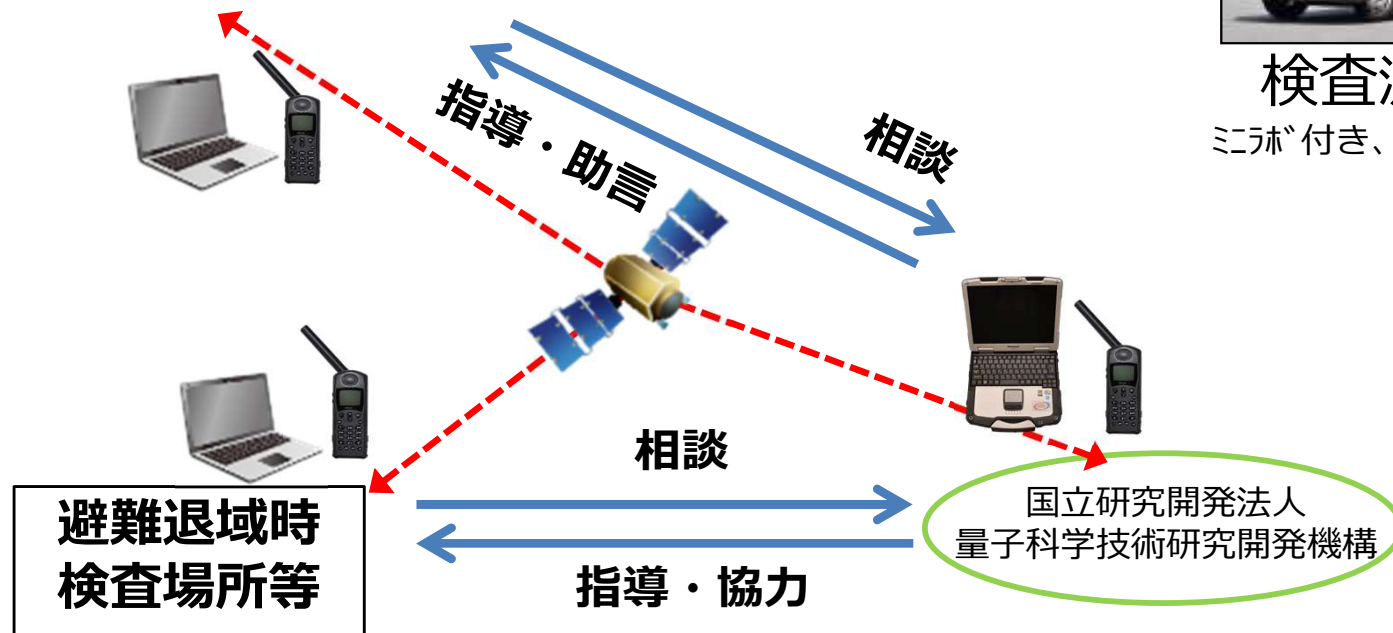 検査
ﾐﾆﾗﾎﾞ付き、
相談
指導・助言
相談
避難退域時
検査場所等
国立研究開発法人
量子科学技術研究開発機構
指導・協力